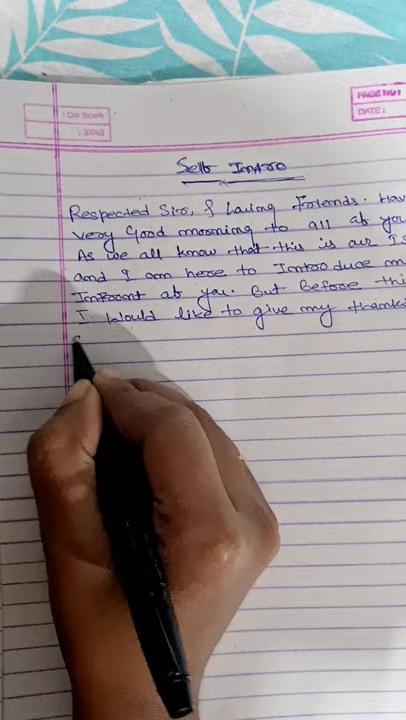 PAGE NO:
DATE:
Self Intro
Respected Sir, & Loving Friends. Hav
very Good morning to all of you
As we all know that this is our
and I am here to Introduce m
InFront of you. But Before thi
I Would like to give my thanks